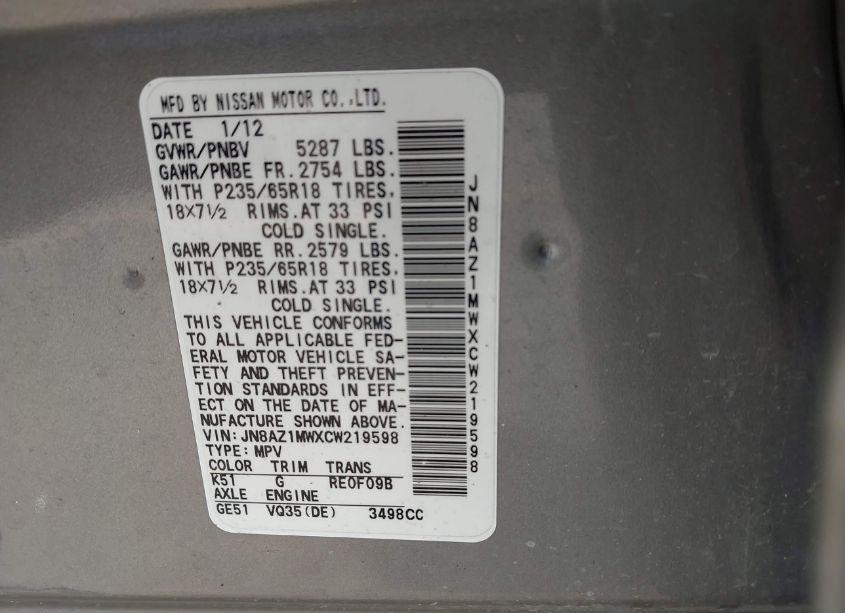 MFD BY NISSAN MOTOR CO.,LTD.
DATE 1/12
GVWR/PNBV 5287 LBS.
GAWR/PNBE FR.2754 LBS.
WITH P235/65R18 TIRES.
18X7½ RIMS.AT 33 PSI
COLD SINGLE.
GAWR/PNBE RR.2579 LBS.
WITH P235/65R18 TIRES.
18X7½ RIMS.AT 33 PSI
COLD SINGLE.
THIS VEHICLE CONFORMS
TO ALL APPLICABLE FED-
ERAL MOTOR VEHICLE SA-
FETY AND THEFT PREVEN-
TION STANDARDS IN EFF-
ECT ON THE DATE OF MA-
NUFACTURE SHOWN ABOVE.
VIN:JN8AZ1MWXCW219598
TYPE:MPV
COLOR TRIM TRANS
K51 G RE0F09B
AXLE ENGINE
GE51 VQ35(DE) 3498CC
JN8AZ1MWXCW219598